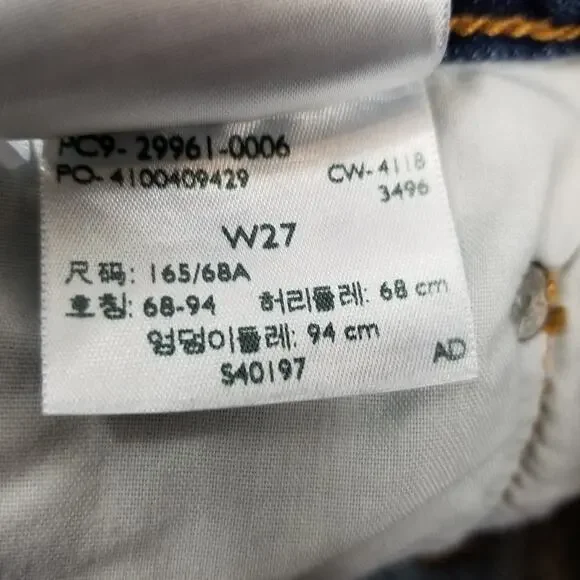 PC9-29961-0006
PO-4100409429 CW-4118
3496
W27
尺码: 165/68A
호칭: 68-94 허리둘레: 68 cm
엉덩이둘레: 94 cm
S40197 AD